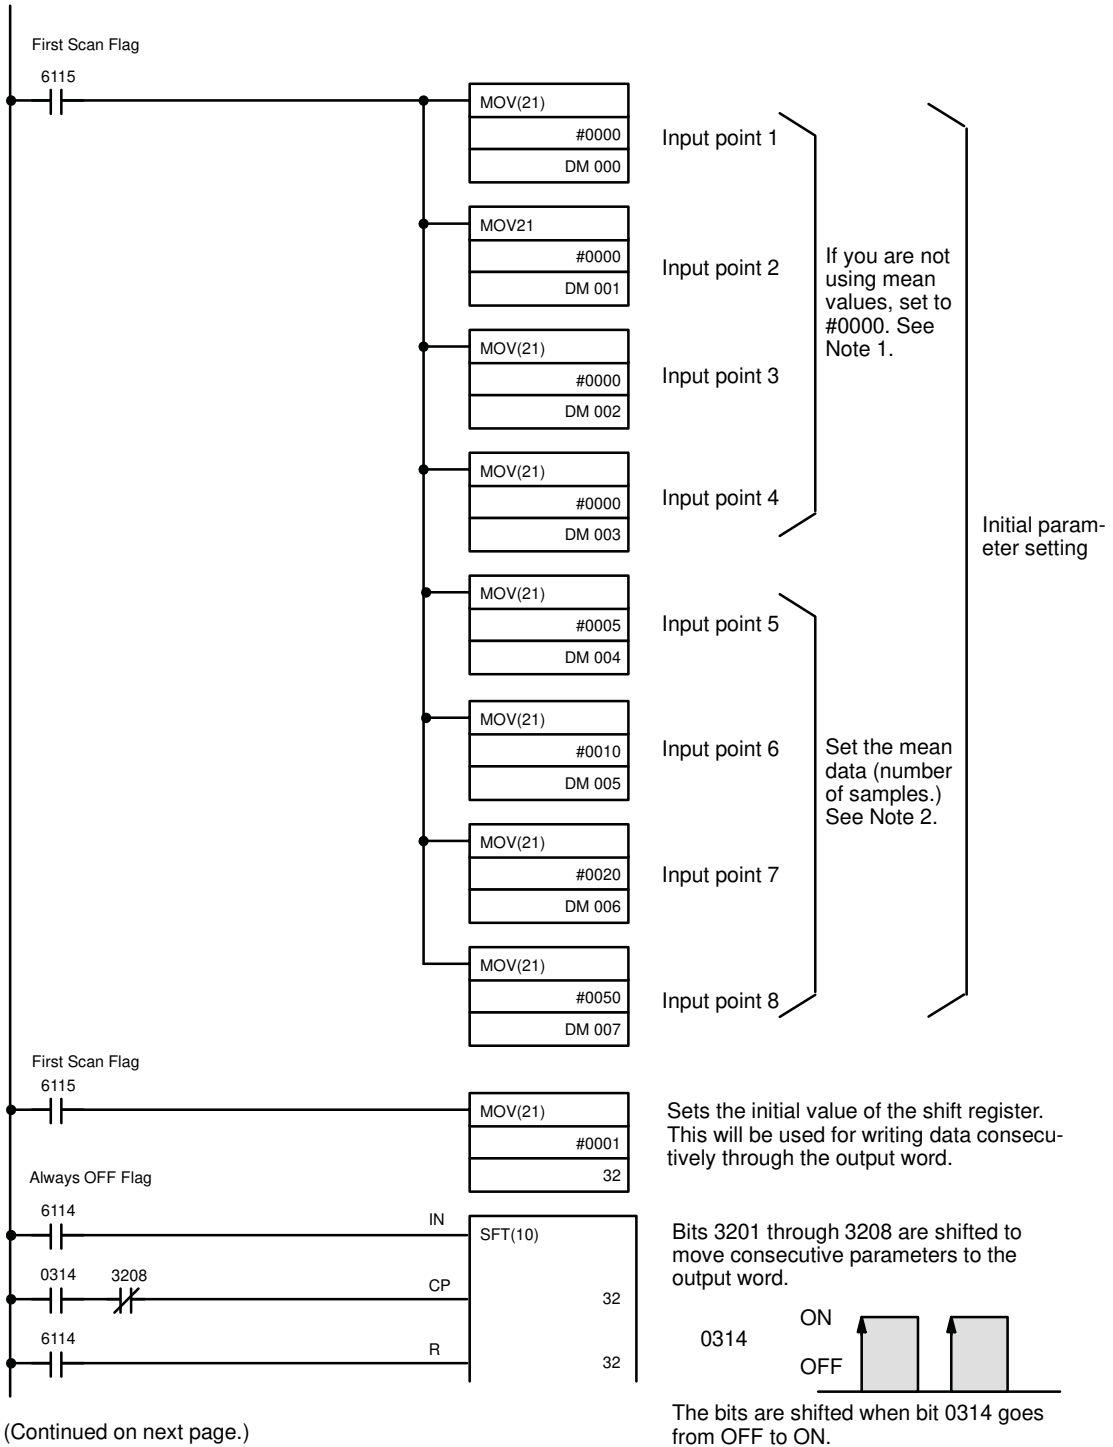 First Scan Flag
6115
MOV(21)
#0000
DM 000
Input point 1
MOV21
#0000
DM 001
Input point 2
MOV(21)
#0000
DM 002
Input point 3
MOV(21)
#0000
DM 003
Input point 4
If you are not
using mean
values, set to
#0000. See
Note 1.
MOV(21)
#0005
DM 004
Input point 5
MOV(21)
#0010
DM 005
Input point 6
MOV(21)
#0020
DM 006
Input point 7
MOV(21)
#0050
DM 007
Input point 8
Set the mean
data (number
of samples.)
See Note 2.
Initial param-
eter setting
First Scan Flag
6115
MOV(21)
#0001
32
Sets the initial value of the shift register.
This will be used for writing data consecu-
tively through the output word.
Always OFF Flag
6114
IN
SFT(10)
0314 3208
CP
32
6114
R
32
Bits 3201 through 3208 are shifted to
move consecutive parameters to the
output word.
0314
ON
OFF
The bits are shifted when bit 0314 goes
from OFF to ON.
(Continued on next page.)